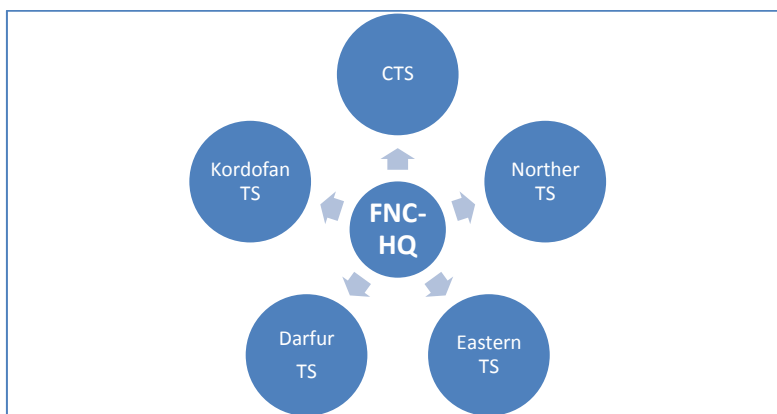 CTS
Kordofan
TS
Norther
TS
FNC-
HQ
Darfur
TS
Eastern
TS